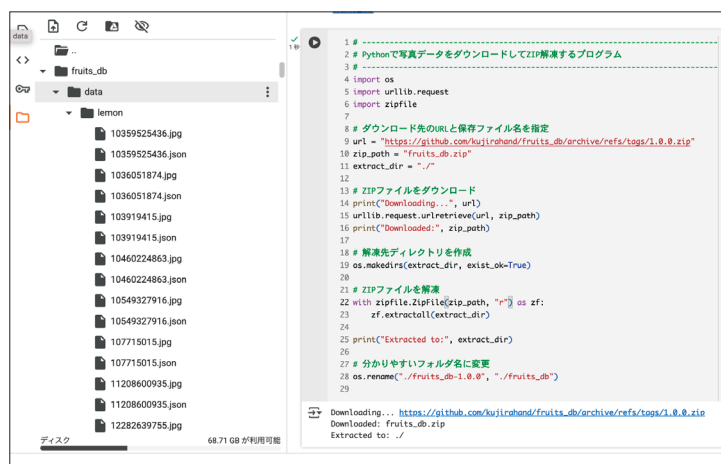 data
..
fruits_db
data
lemon
10359525436.jpg
10359525436.json
1036051874.jpg
1036051874.json
103919415.jpg
103919415.json
10460224863.jpg
10460224863.json
10549327916.jpg
10549327916.json
107715015.jpg
107715015.json
11208600935.jpg
11208600935.json
12282639755.jpg
ディスク 68.71 GB が利用可能
1秒
1 # ------------------------------------------------------------------
2 # Pythonで写真データをダウンロードしてZIP解凍するプログラム
3 # ------------------------------------------------------------------
4 import os
5 import urllib.request
6 import zipfile
7
8 # ダウンロード先のURLと保存ファイル名を指定
9 url = "https://github.com/kujirahand/fruits_db/archive/refs/tags/1.0.0.zip"
10 zip_path = "fruits_db.zip"
11 extract_dir = "./"
12
13 # ZIPファイルをダウンロード
14 print("Downloading...", url)
15 urllib.request.urlretrieve(url, zip_path)
16 print("Downloaded:", zip_path)
17
18 # 解凍先ディレクトリを作成
19 os.makedirs(extract_dir, exist_ok=True)
20
21 # ZIPファイルを解凍
22 with zipfile.ZipFile(zip_path, "r") as zf:
23     zf.extractall(extract_dir)
24
25 print("Extracted to:", extract_dir)
26
27 # 分かりやすいフォルダ名に変更
28 os.rename("./fruits_db-1.0.0", "./fruits_db")
29
Downloading... https://github.com/kujirahand/fruits_db/archive/refs/tags/1.0.0.zip
Downloaded: fruits_db.zip
Extracted to: ./